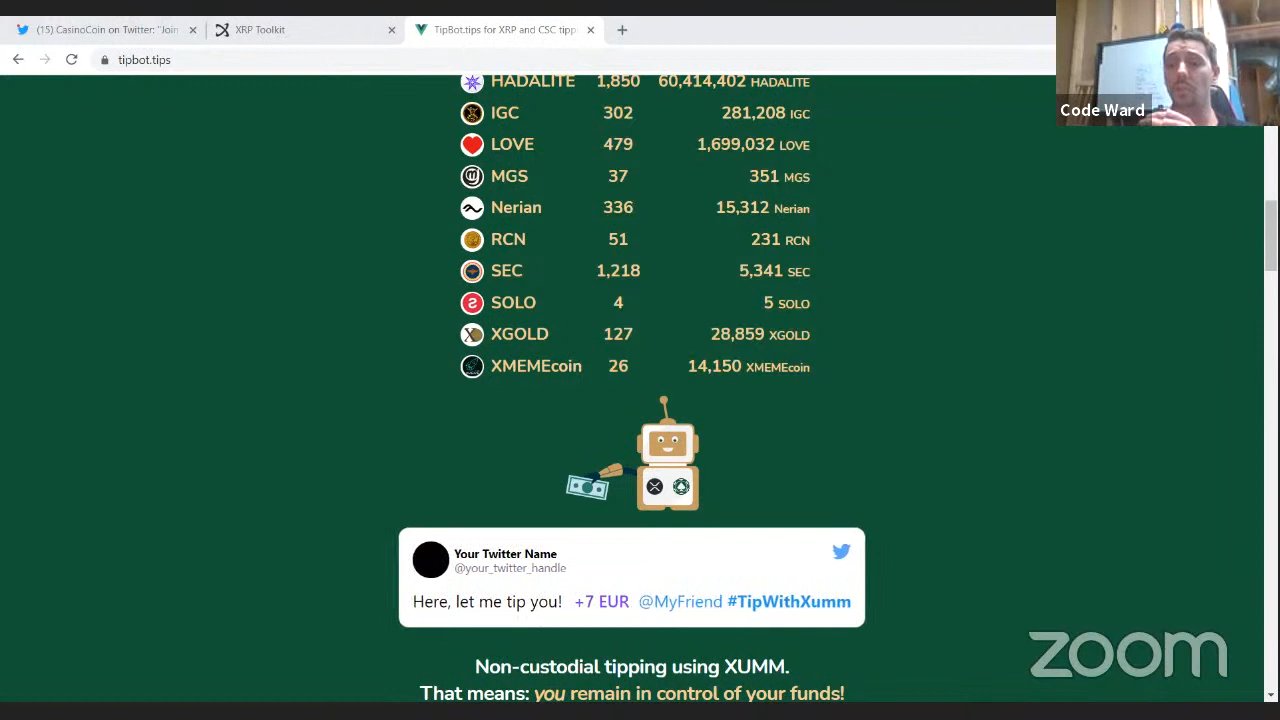 (15) CasinoCoin on Twitter: "Join
XRP Toolkit
TipBot.tips for XRP and CSC tipp
tipbot.tips
Code Ward
HADALITE 1,850 60,414,402 HADALITE
IGC 302 281,208 IGC
LOVE 479 1,699,032 LOVE
MGS 37 351 MGS
Nerian 336 15,312 Nerian
RCN 51 231 RCN
SEC 1,218 5,341 SEC
SOLO 4 5 SOLO
XGOLD 127 28,859 XGOLD
XMEMEcoin 26 14,150 XMEMEcoin
Your Twitter Name
@your_twitter_handle
Here, let me tip you! +7 EUR @MyFriend #TipWithXumm
Non-custodial tipping using XUMM.
That means: you remain in control of your funds!
zoom